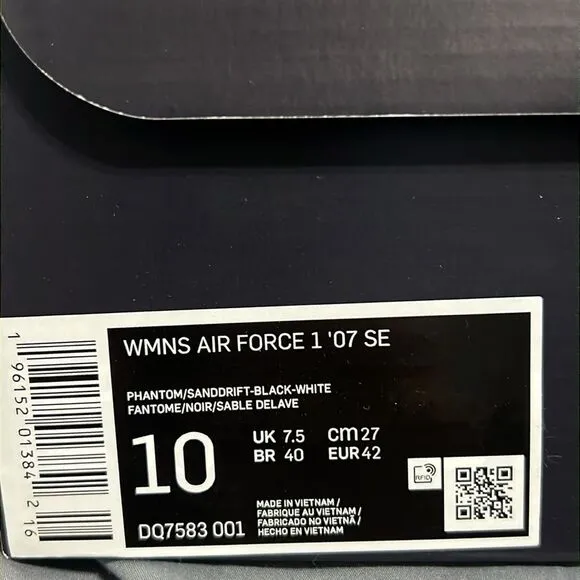 WMNS AIR FORCE 1 '07 SE
PHANTOM/SANDDRIFT-BLACK-WHITE
FANTOME/NOIR/SABLE DELAVE
10
UK 7.5 cm 27
BR 40 EUR 42
RFID
DQ7583 001
MADE IN VIETNAM /
FABRIQUE AU VIETNAM /
FABRICADO NO VIETNÃ /
HECHO EN VIETNAM
1 96152 01384 2 16